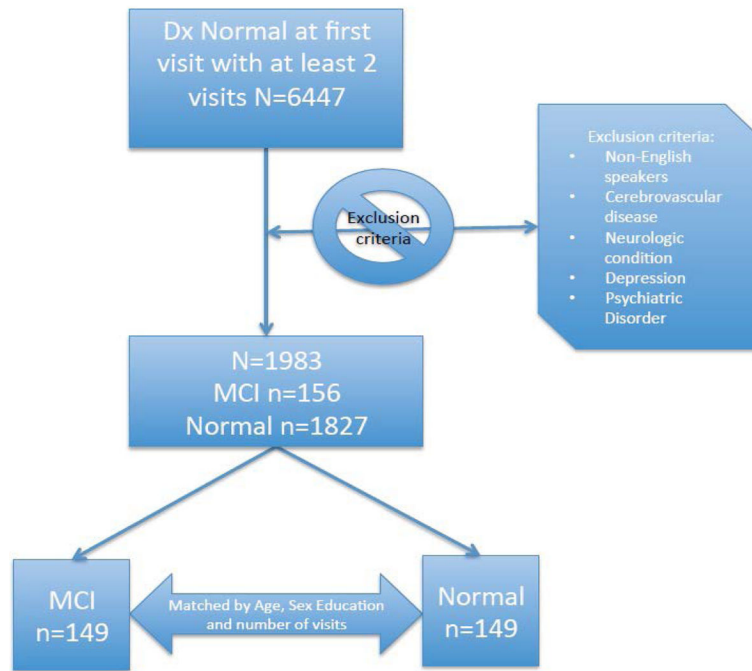 Dx Normal at first
visit with at least 2
visits N=6447
Exclusion criteria:
• Non-English
speakers
• Cerebrovascular
disease
• Neurologic
condition
• Depression
• Psychiatric
Disorder
Exclusion
criteria
N=1983
MCI n=156
Normal n=1827
MCI
n=149
Matched by Age, Sex Education
and number of visits
Normal
n=149